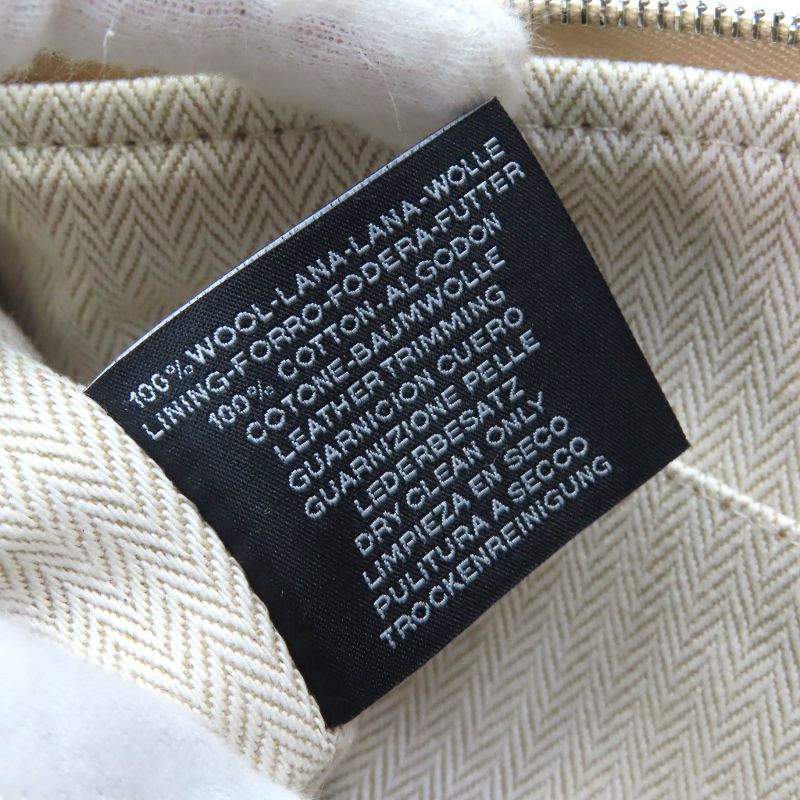 100% WOOL-LANA-LANA-WOLLE
LINING-FORRO-FODERA-FUTTER
100% COTTON-ALGODON
COTONE-BAUMWOLLE
LEATHER TRIMMING
GUARNICION CUERO
GUARNIZIONE PELLE
LEDERBESATZ
DRY CLEAN ONLY
LIMPIEZA EN SECO
PULITURA A SECCO
TROCKENREINIGUNG